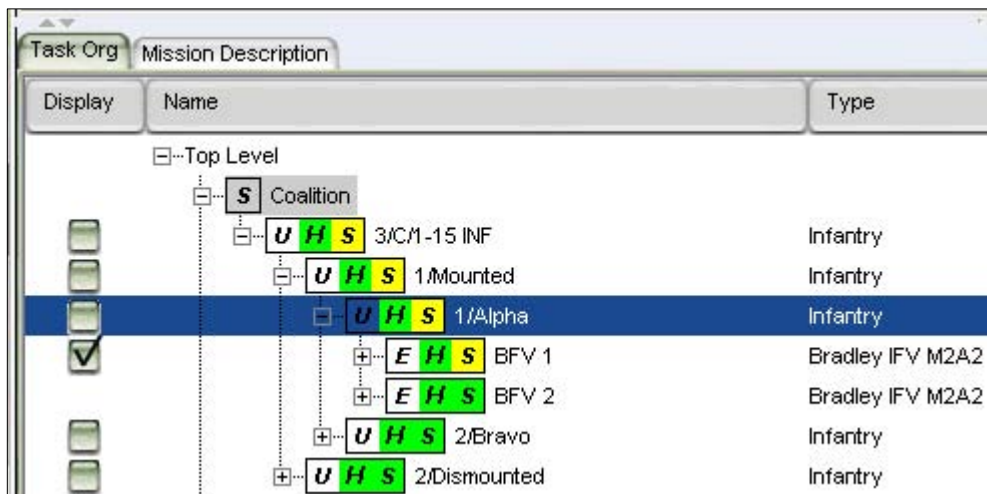 Task Org Mission Description
Display Name Type
Top Level
S Coalition
U H S 3/C/1-15 INF Infantry
U H S 1/Mounted Infantry
U H S 1/Alpha Infantry
E H S BFV 1 Bradley IFV M2A2
E H S BFV 2 Bradley IFV M2A2
U H S 2/Bravo Infantry
U H S 2/Dismounted Infantry